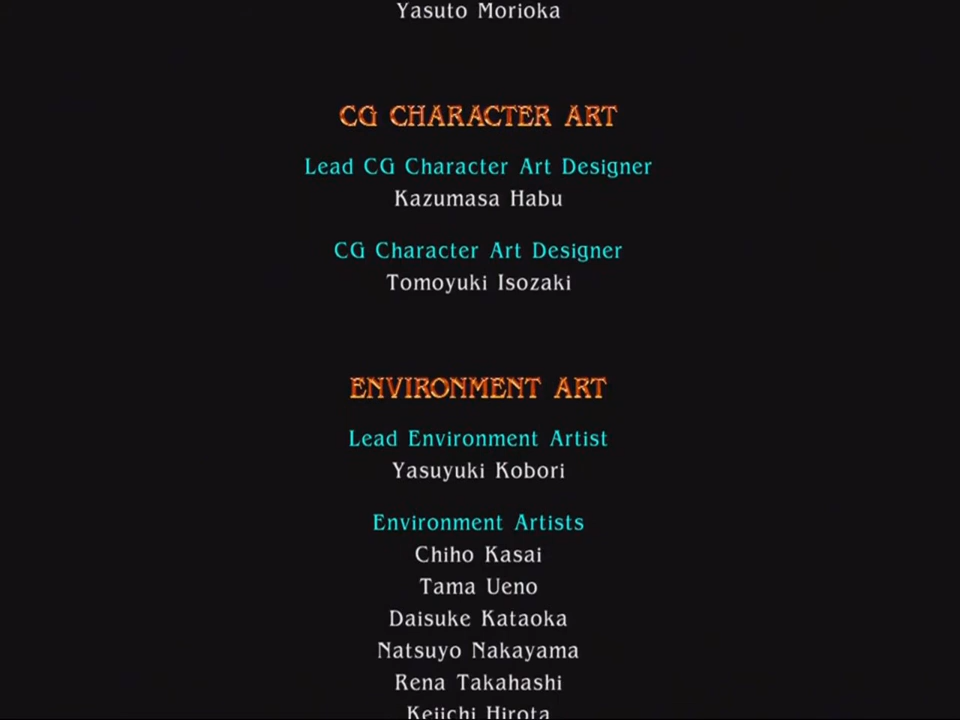 Yasuto Morioka
CG CHARACTER ART
Lead CG Character Art Designer
Kazumasa Habu
CG Character Art Designer
Tomoyuki Isozaki
ENVIRONMENT ART
Lead Environment Artist
Yasuyuki Kobori
Environment Artists
Chiho Kasai
Tama Ueno
Daisuke Kataoka
Natsuyo Nakayama
Rena Takahashi
Keiichi Hirota